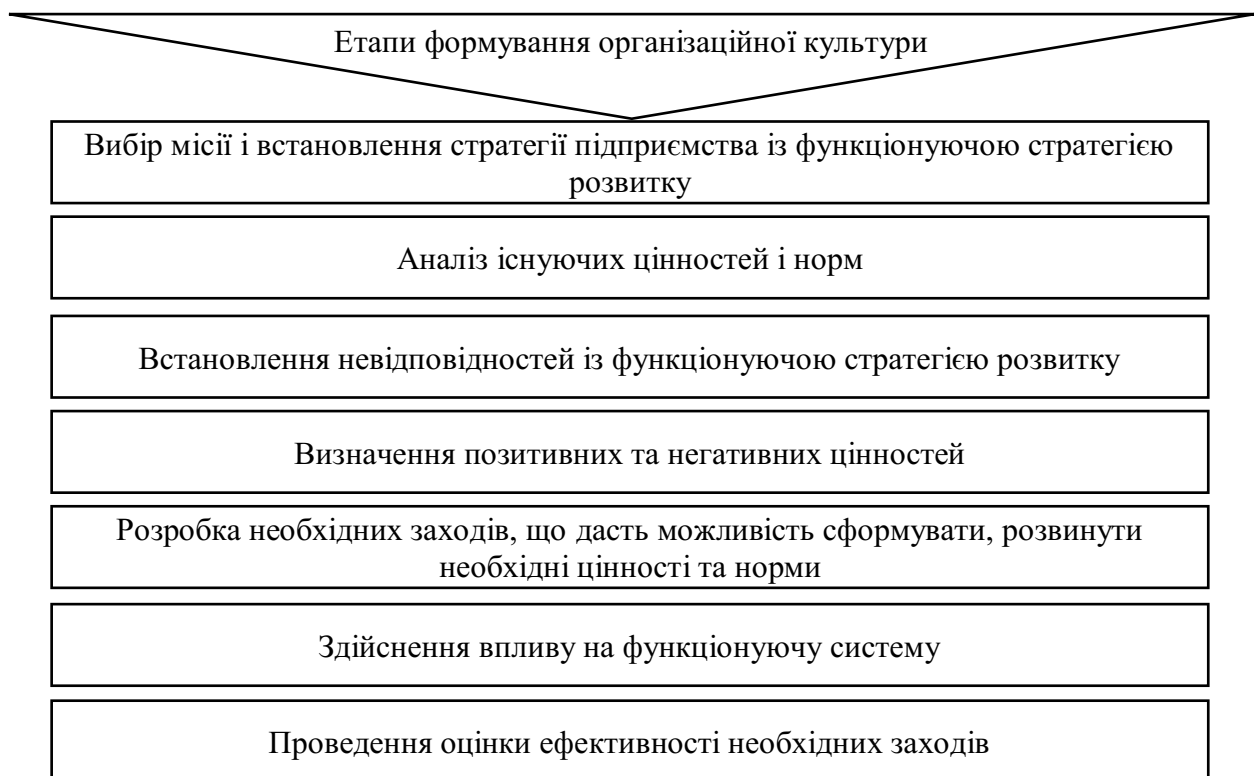 Етапи формування організаційної культури
Вибір місії і встановлення стратегії підприємства із функціонуючою стратегією
розвитку
Аналіз існуючих цінностей і норм
Встановлення невідповідностей із функціонуючою стратегією розвитку
Визначення позитивних та негативних цінностей
Розробка необхідних заходів, що дасть можливість сформувати, розвинути
необхідні цінності та норми
Здійснення впливу на функціонуючу систему
Проведення оцінки ефективності необхідних заходів